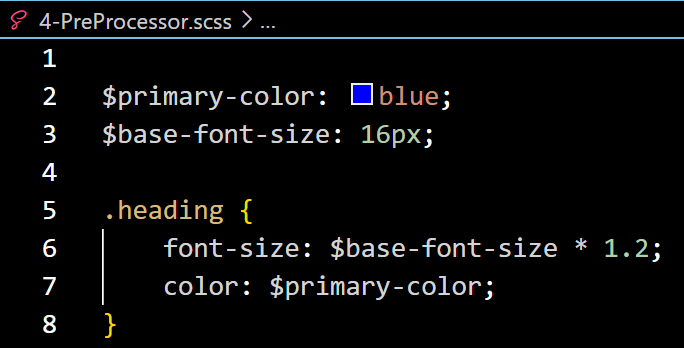 4-PreProcessor.scss > ...
1
2 $primary-color: blue;
3 $base-font-size: 16px;
4
5 .heading {
6     font-size: $base-font-size * 1.2;
7     color: $primary-color;
8 }